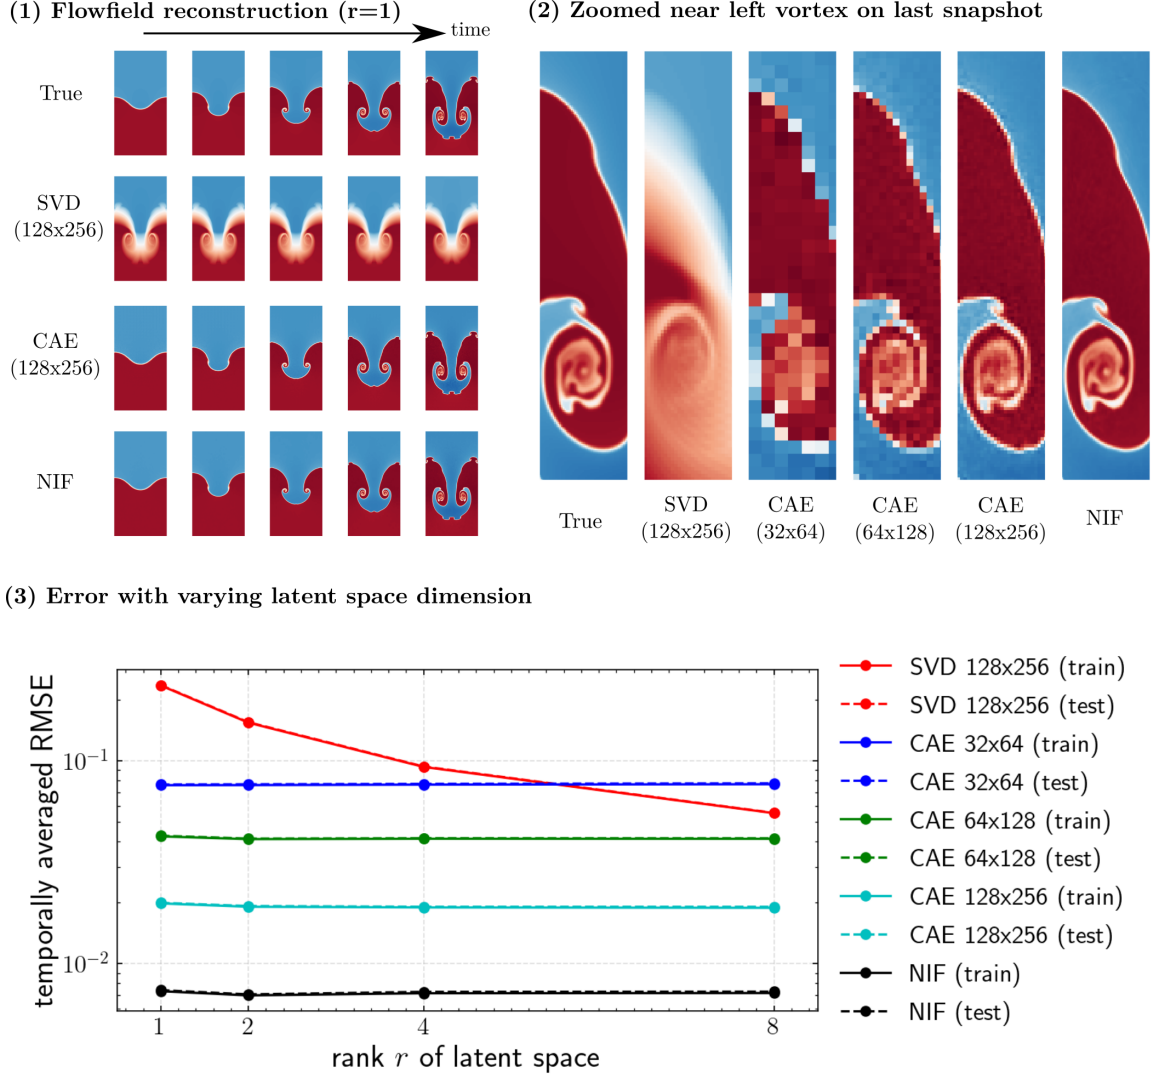 (1) Flowfield reconstruction (r=1)
time
True
SVD
(128x256)
CAE
(128x256)
NIF
(2) Zoomed near left vortex on last snapshot
True
SVD
(128x256)
CAE
(32x64)
CAE
(64x128)
CAE
(128x256)
NIF
(3) Error with varying latent space dimension
temporally averaged RMSE
10⁻¹
10⁻²
1
2
4
8
rank r of latent space
SVD 128x256 (train)
SVD 128x256 (test)
CAE 32x64 (train)
CAE 32x64 (test)
CAE 64x128 (train)
CAE 64x128 (test)
CAE 128x256 (train)
CAE 128x256 (test)
NIF (train)
NIF (test)